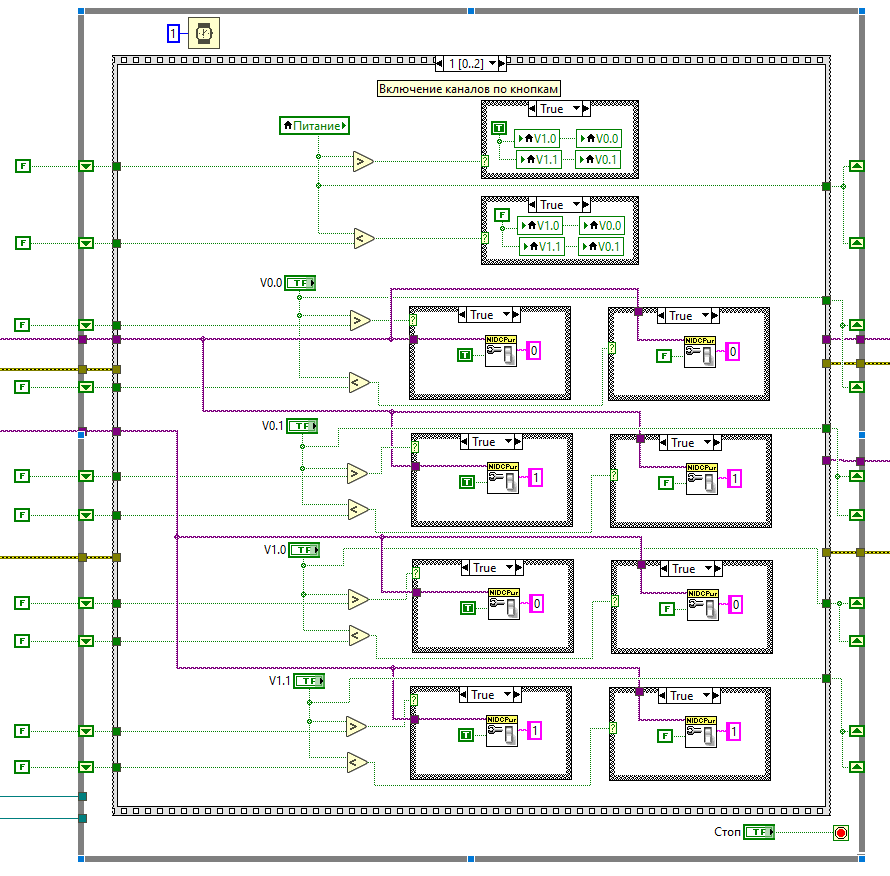 1
1 [0..2]
Включение каналов по кнопкам
True
Питание
T
V1.0
V0.0
V1.1
V0.1
>
?
F
True
F
V1.0
V0.0
V1.1
V0.1
<
?
F
V0.0
TF
True
True
>
?
F
NIDCPwr
T
0
NIDCPwr
F
0
?
<
F
V0.1
TF
True
True
?
>
F
NIDCPwr
T
1
NIDCPwr
F
1
?
<
F
V1.0
TF
True
True
?
>
F
NIDCPwr
T
0
NIDCPwr
F
0
?
<
F
V1.1
TF
True
True
?
>
F
NIDCPwr
T
1
NIDCPwr
F
1
?
<
F
Стоп
TF